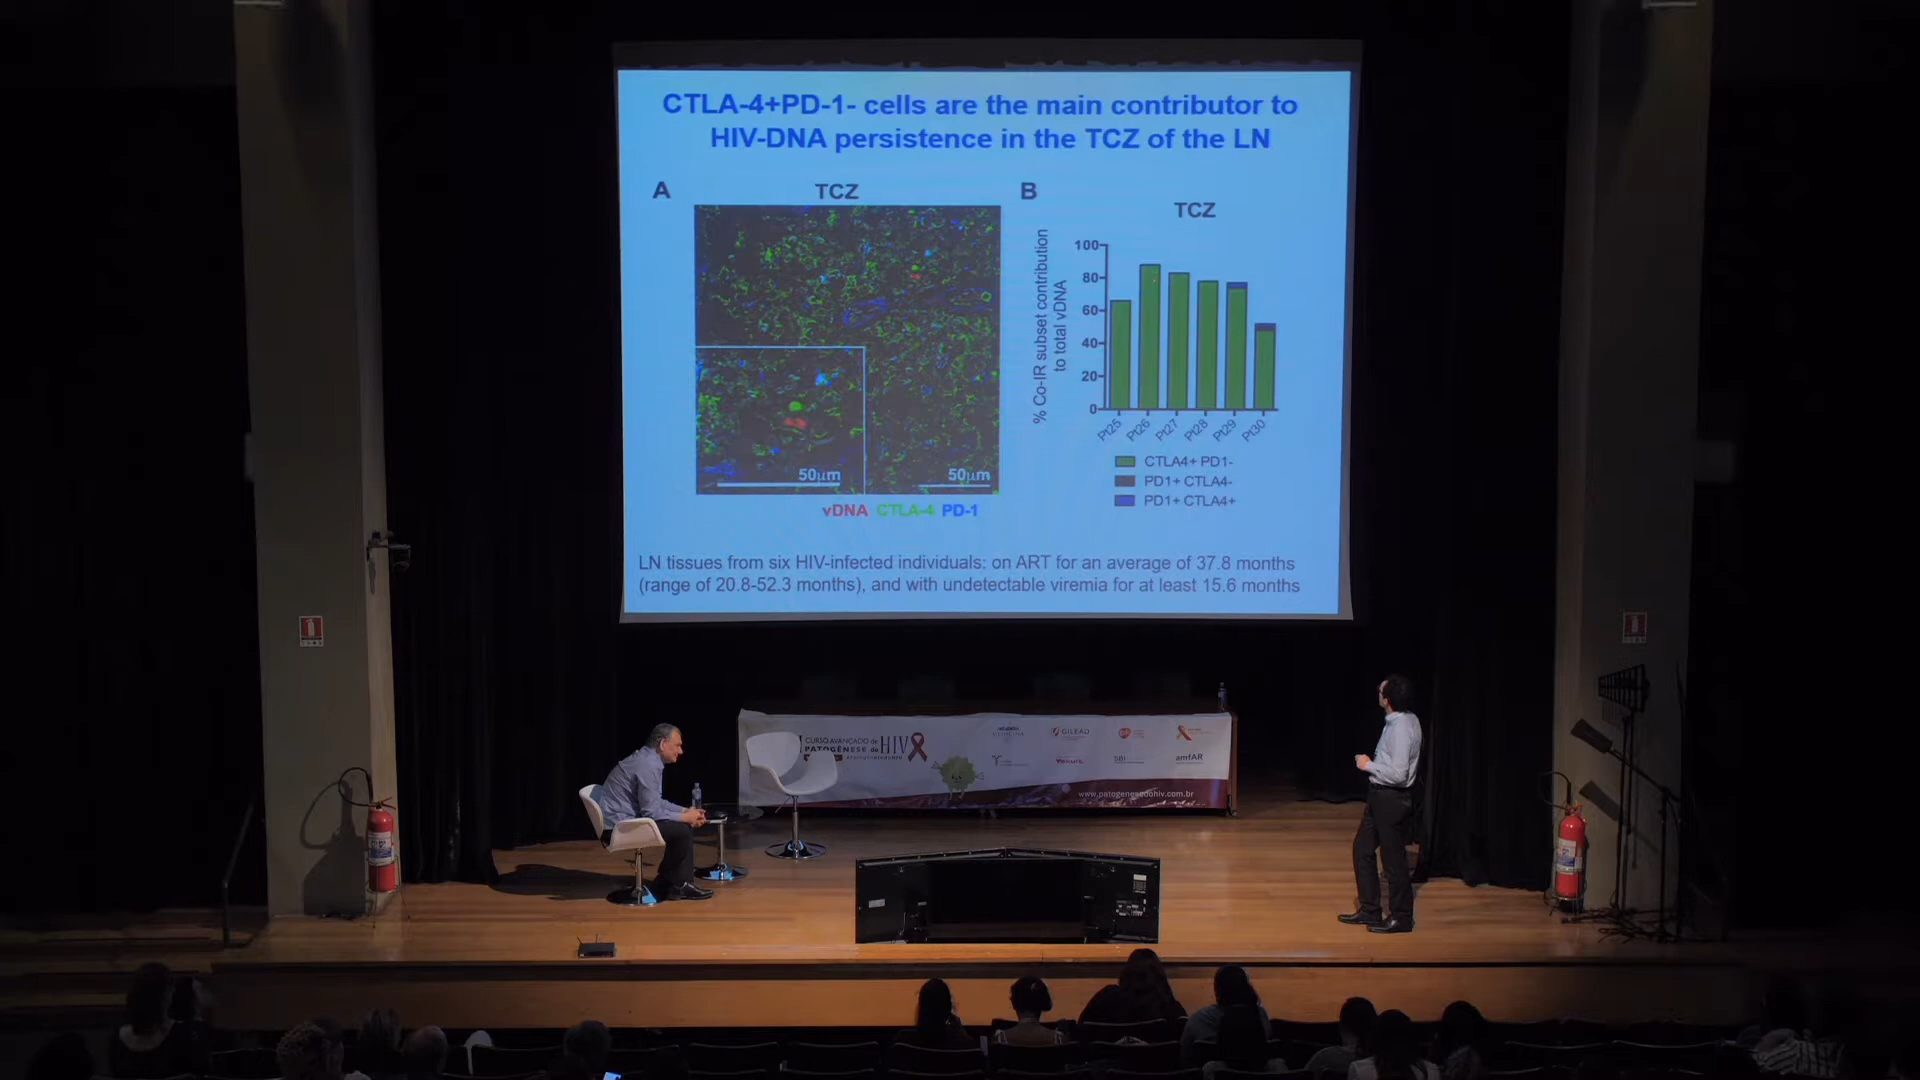 CTLA-4+PD-1- cells are the main contributor to
HIV-DNA persistence in the TCZ of the LN
A
TCZ
50µm
50µm
vDNA CTLA-4 PD-1
B
TCZ
% Co-IR subset contribution
to total vDNA
100
80
60
40
20
0
Pt25
Pt26
Pt27
Pt28
Pt29
Pt30
CTLA4+ PD1-
PD1+ CTLA4-
PD1+ CTLA4+
LN tissues from six HIV-infected individuals: on ART for an average of 37.8 months
(range of 20.8-52.3 months), and with undetectable viremia for at least 15.6 months
CURSO AVANÇADO de
PATOGÊNESE de HIV
GILEAD
SBI
amfAR
www.patogenesedohiv.com.br